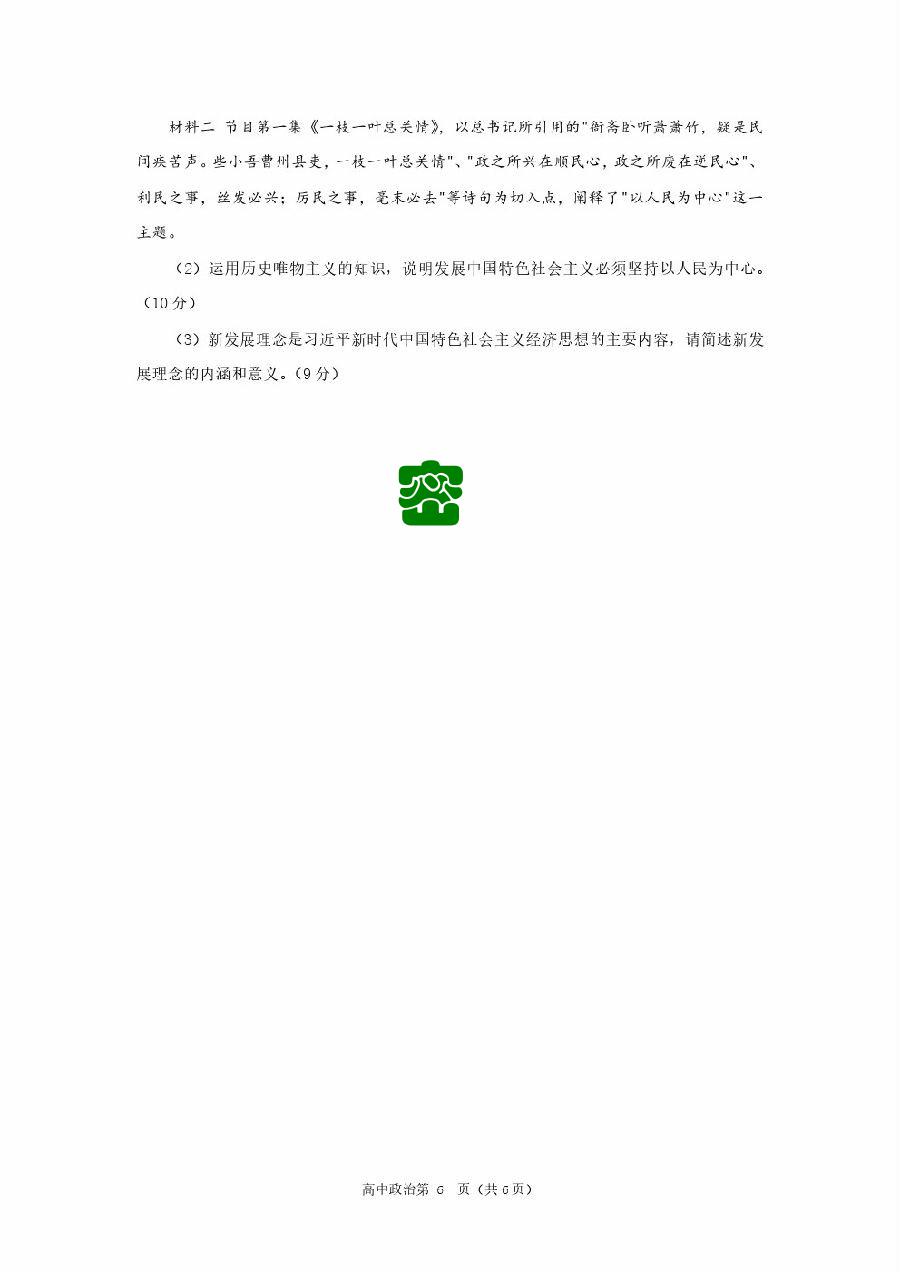 材料二 节目第一集《一枝一叶总关情》，以总书记所引用的"衙斋卧听萧萧竹，疑是民
间疾苦声。些小吾曹州县吏，一枝一叶总关情"、"政之所兴在顺民心，政之所废在逆民心"、
利民之事，丝发必兴；厉民之事，毫末必去"等诗句为切入点，阐释了"以人民为中心"这一
主题。
（2）运用历史唯物主义的知识，说明发展中国特色社会主义必须坚持以人民为中心。
（10分）
（3）新发展理念是习近平新时代中国特色社会主义经济思想的主要内容，请简述新发
展理念的内涵和意义。（9分）
高中政治第 6 页（共6页）